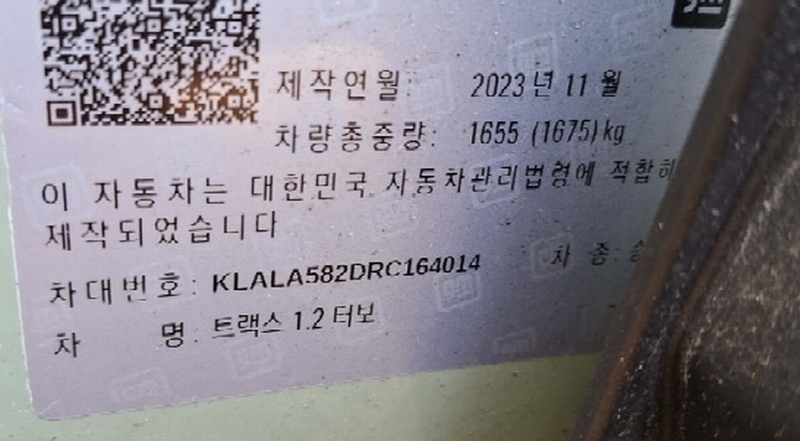 제작연월: 2023년 11월
차량총중량: 1655 (1675)kg
이 자동차는 대한민국 자동차관리법령에 적합하
제작되었습니다
차대번호: KLALA582DRC164014 차 종: 승
차 명: 트랙스 1.2 터보